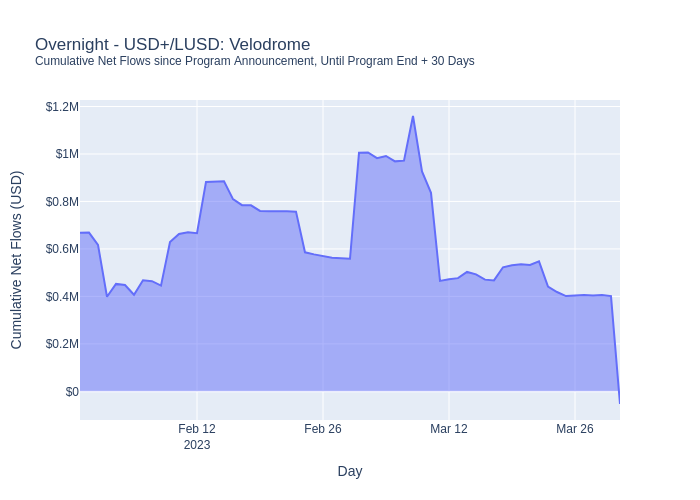 Overnight - USD+/LUSD: Velodrome
Cumulative Net Flows since Program Announcement, Until Program End + 30 Days
Cumulative Net Flows (USD)
$1.2M
$1M
$0.8M
$0.6M
$0.4M
$0.2M
$0
Feb 12
2023
Feb 26
Mar 12
Mar 26
Day